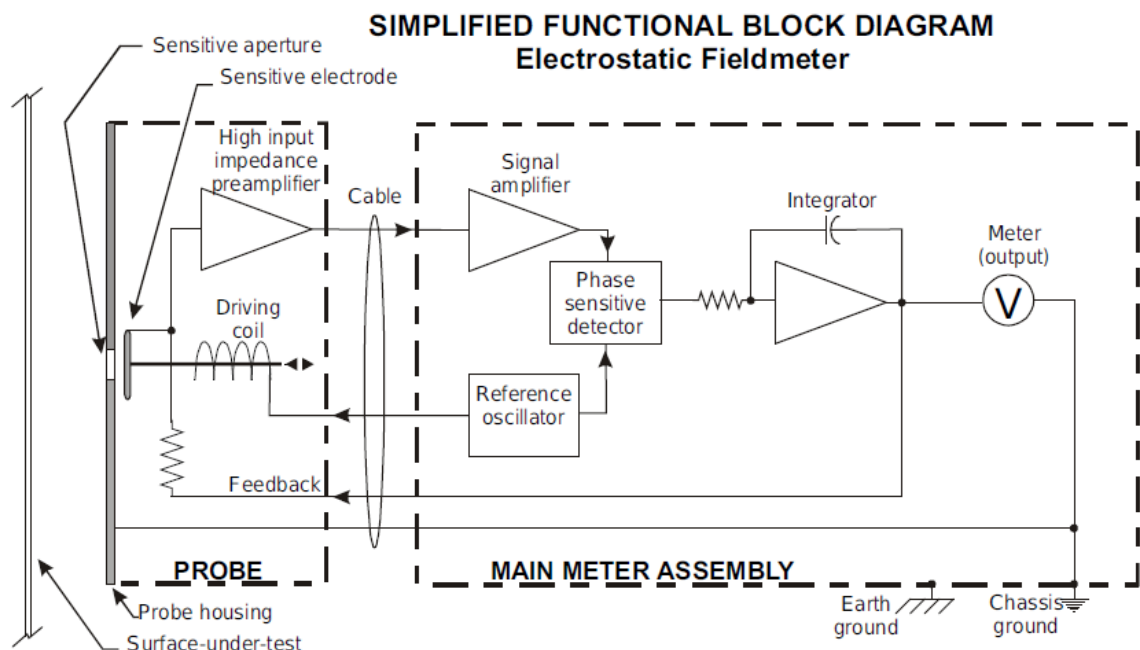 SIMPLIFIED FUNCTIONAL BLOCK DIAGRAM
Electrostatic Fieldmeter
Sensitive aperture
Sensitive electrode
High input
impedance
preamplifier
Cable
Signal
amplifier
Integrator
Meter
(output)
V
Phase
sensitive
detector
Driving
coil
Reference
oscillator
Feedback
PROBE
MAIN METER ASSEMBLY
Probe housing
Surface-under-test
Earth
ground
Chassis
ground